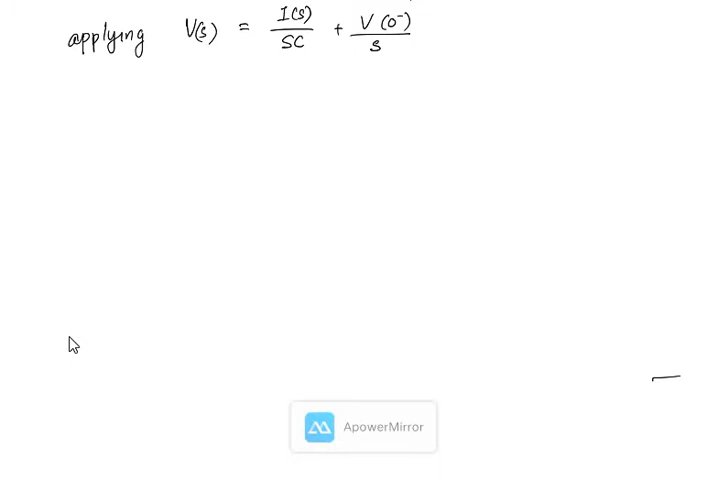 applying V(s) = I(s)/SC + V(0⁻)/s
ApowerMirror